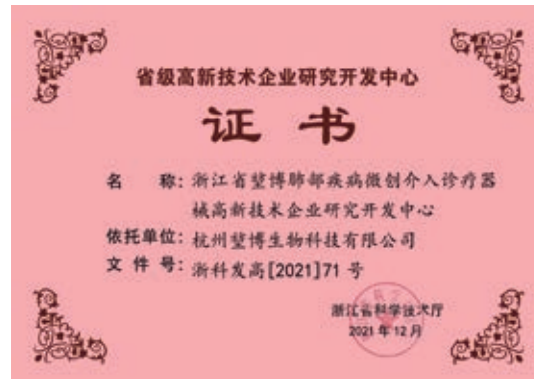 省级高新技术企业研究开发中心
证 书
名 称：浙江省堃博肺部疾病微创介入诊疗器
械高新技术企业研究开发中心
依托单位：杭州堃博生物科技有限公司
文 件 号：浙科发高[2021]71 号
浙江省科学技术厅
2021 年 12 月